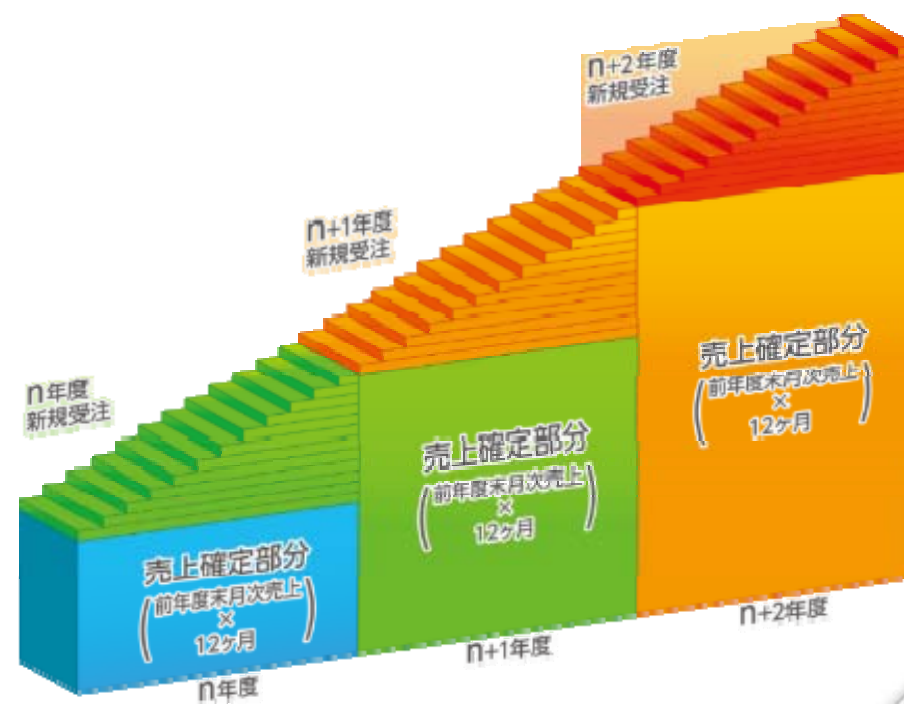 n+2年度
新規受注
n+1年度
新規受注
n年度
新規受注
売上確定部分
(前年度末月次売上
×
12ヶ月)
売上確定部分
(前年度末月次売上
×
12ヶ月)
売上確定部分
(前年度末月次売上
×
12ヶ月)
n年度
n+1年度
n+2年度